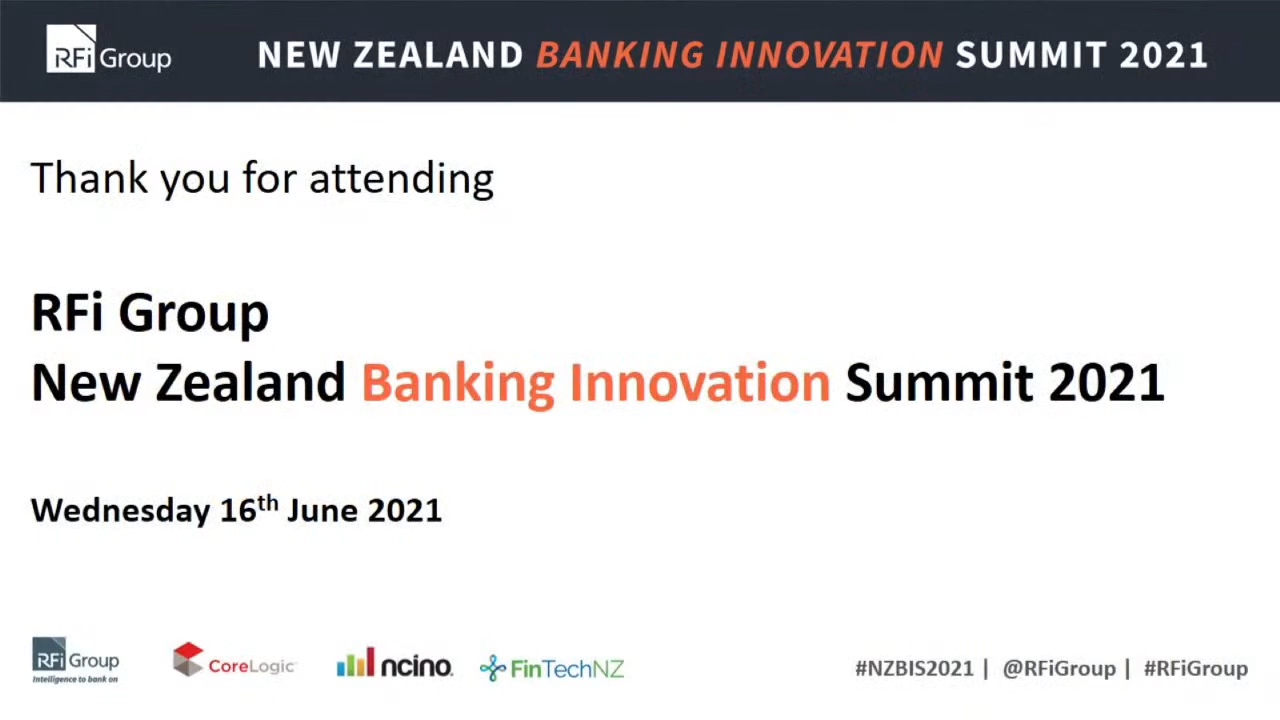 RFi Group
NEW ZEALAND BANKING INNOVATION SUMMIT 2021
Thank you for attending
RFi Group
New Zealand Banking Innovation Summit 2021
Wednesday 16th June 2021
RFi Group
Intelligence to bank on
CoreLogic
ncino.
FinTechNZ
#NZBIS2021 | @RFiGroup | #RFiGroup